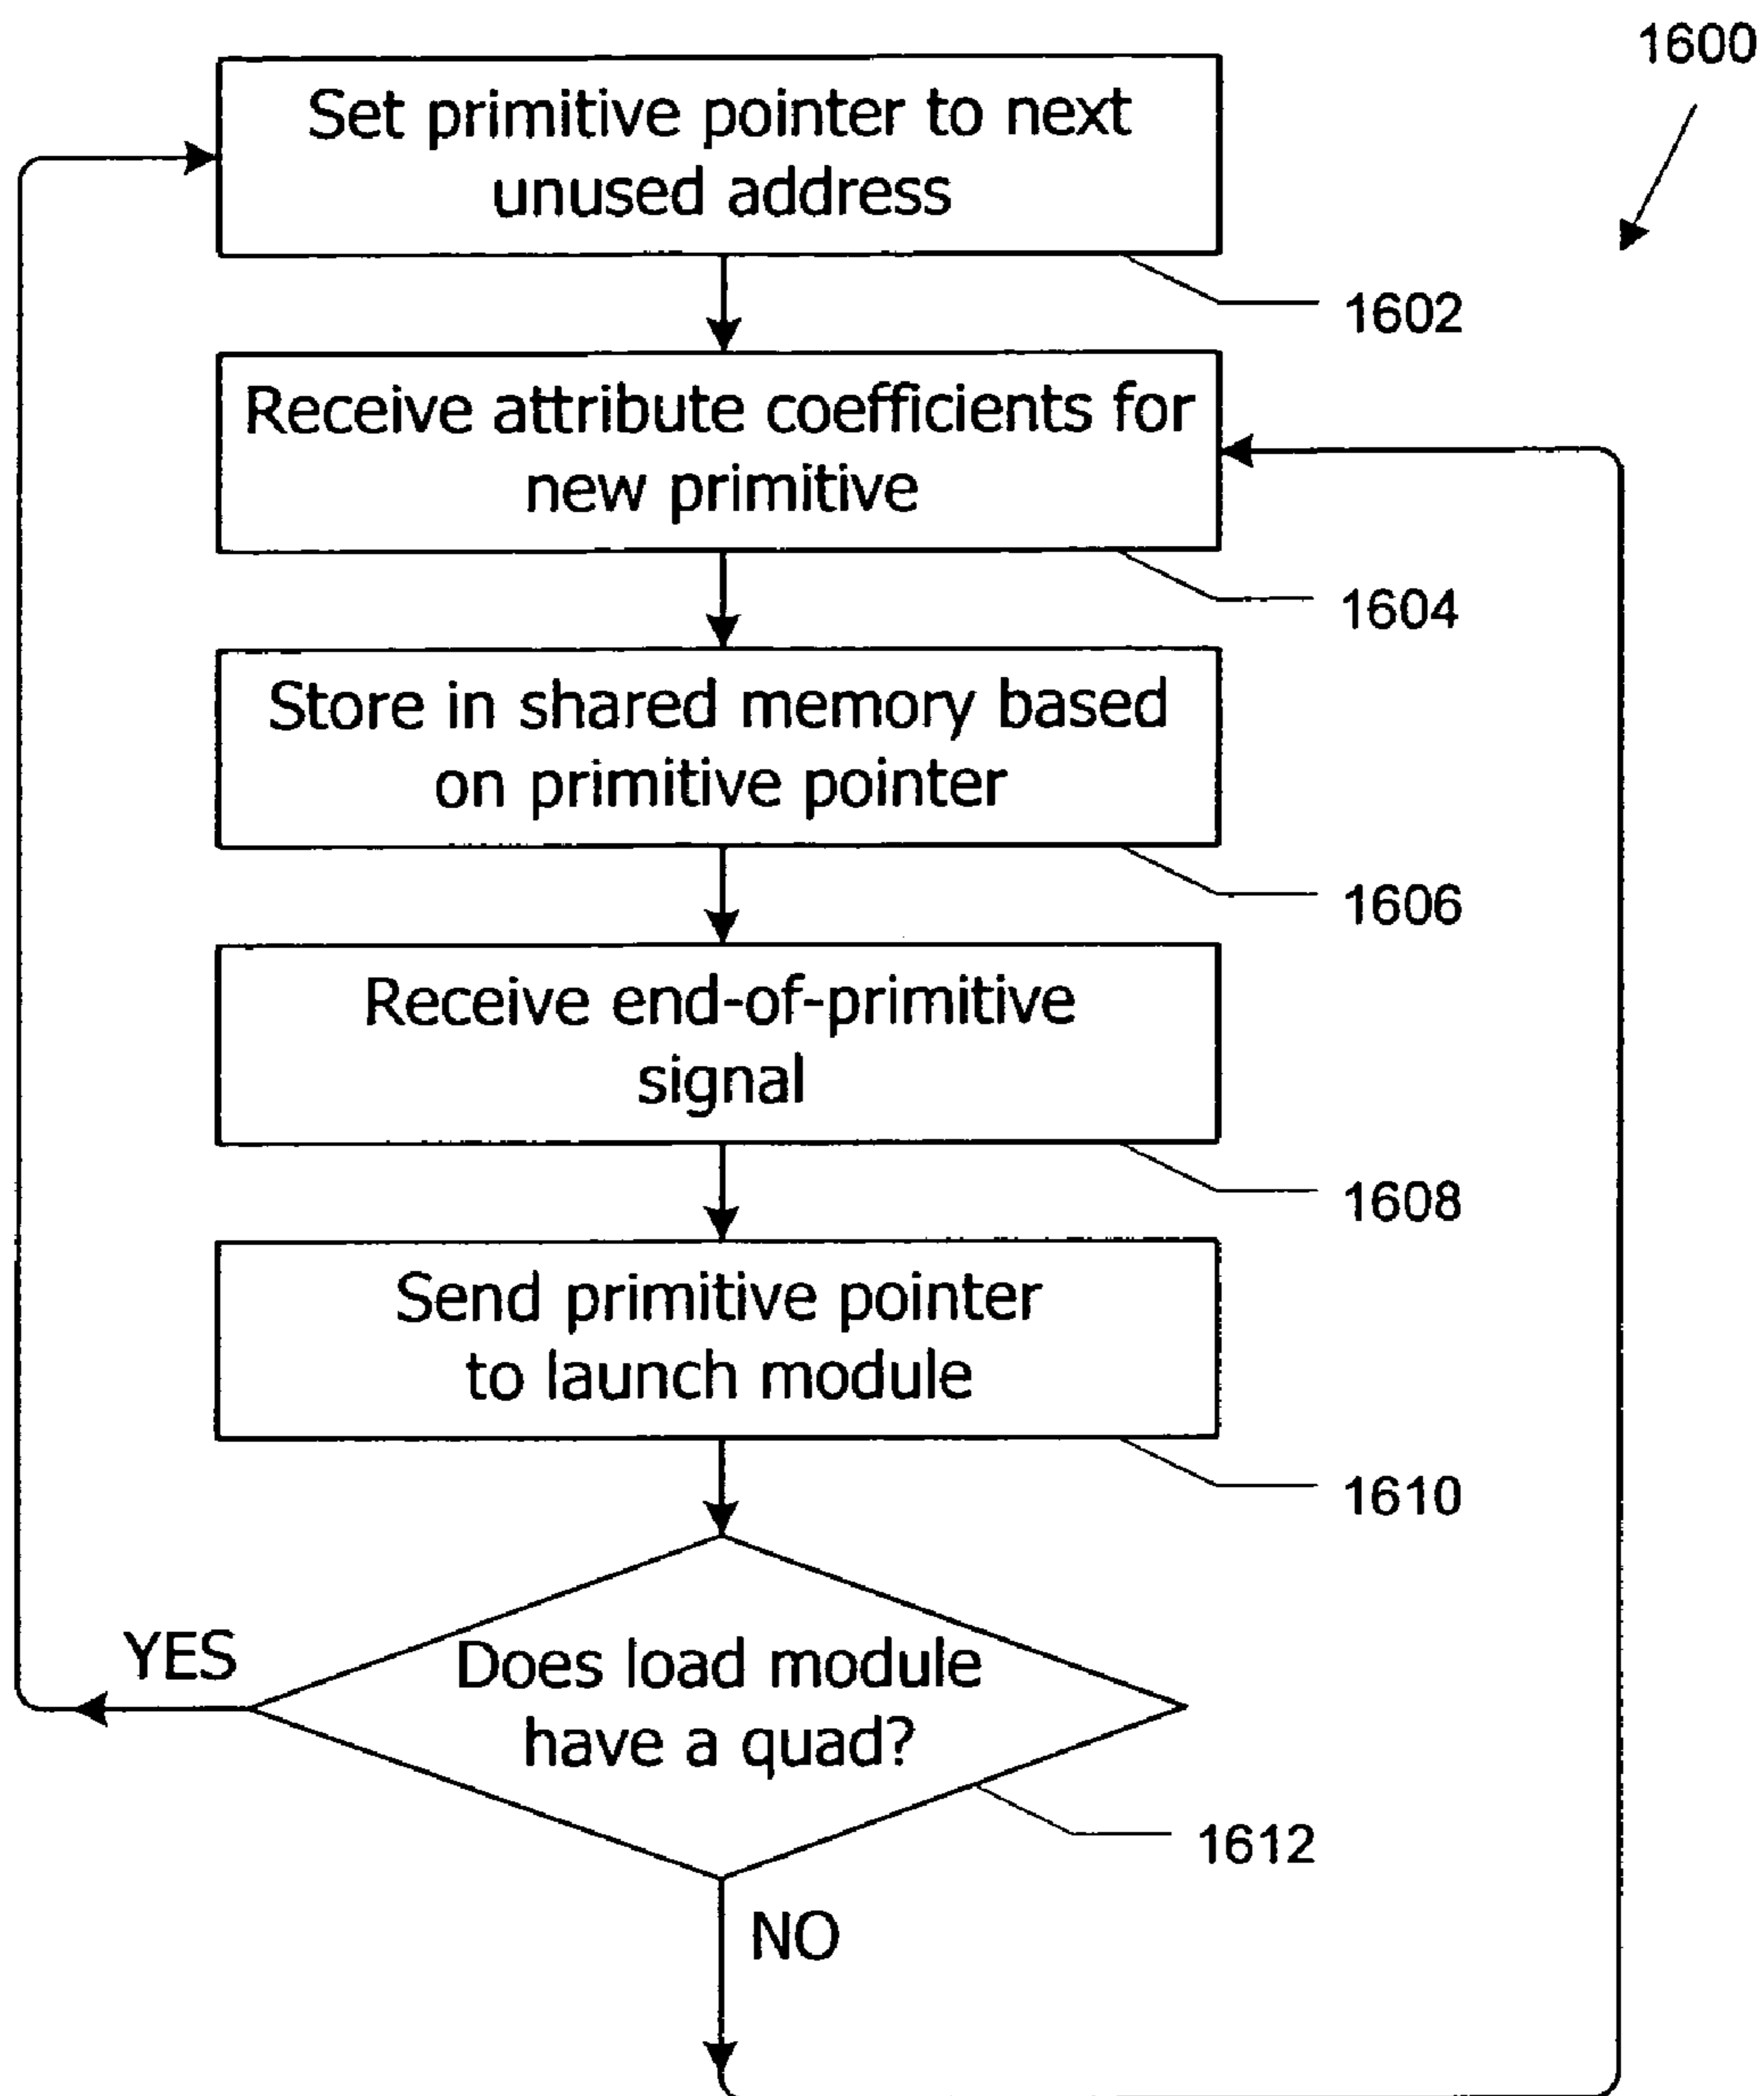 1600
Set primitive pointer to next
unused address
1602
Receive attribute coefficients for
new primitive
1604
Store in shared memory based
on primitive pointer
1606
Receive end-of-primitive
signal
1608
Send primitive pointer
to launch module
1610
YES
Does load module
have a quad?
1612
NO